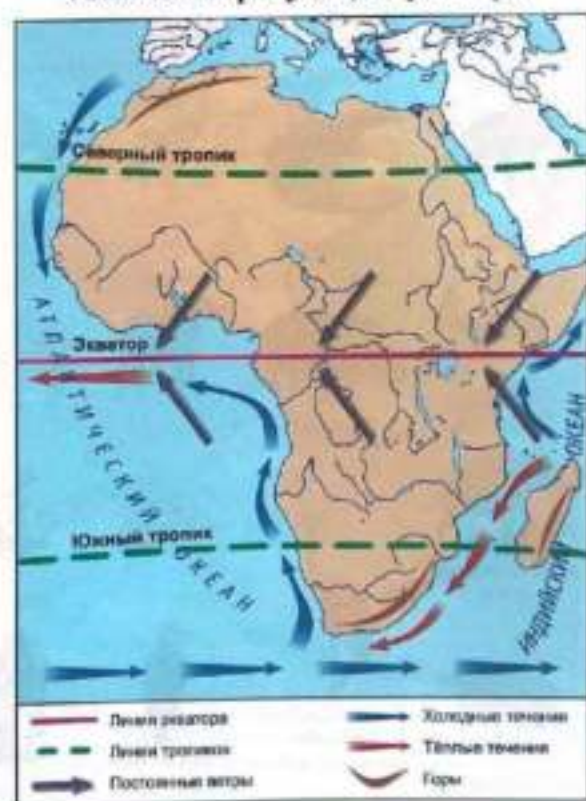 Северный тропик
Экватор
АТЛАНТИЧЕСКИЙ ОКЕАН
Южный тропик
ИНДИЙСКИЙ ОКЕАН
Линия экватора
Линии тропиков
Постоянные ветры
Холодные течения
Тёплые течения
Горы